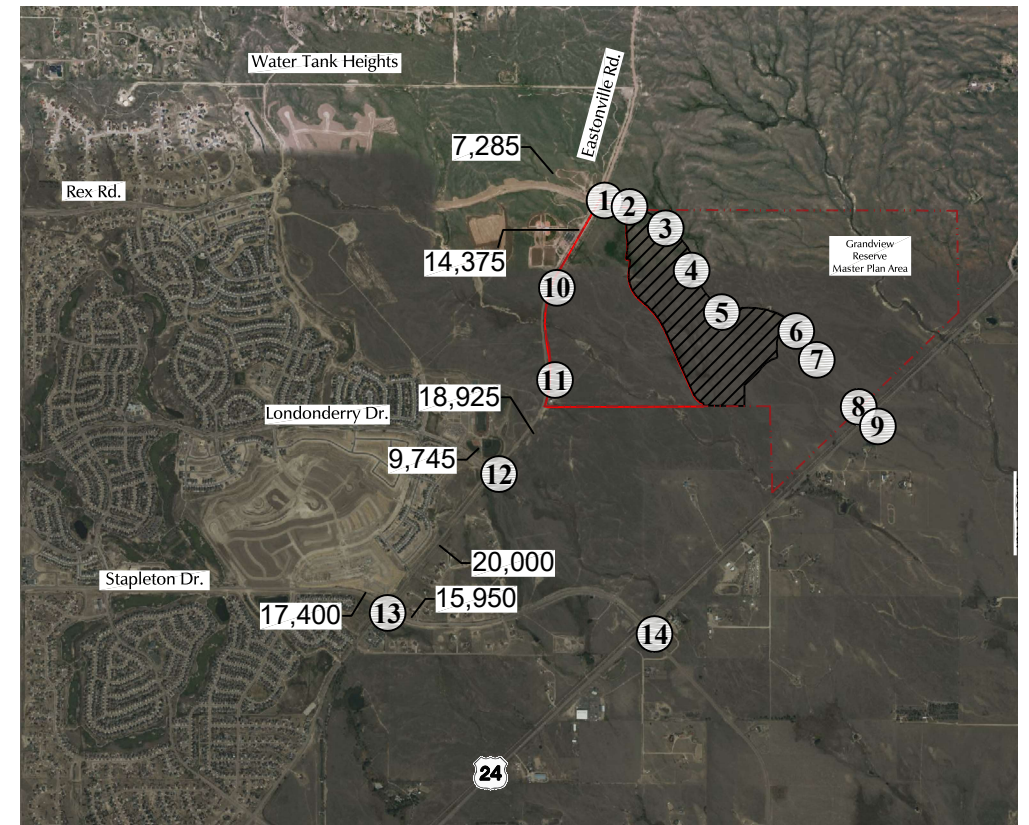 Water Tank Heights
Eastonville Rd.
7,285
Rex Rd.
1
2
3
14,375
Grandview
Reserve
Master Plan Area
4
10
5
6
7
11
18,925
8
Londonderry Dr.
9
9,745
12
20,000
Stapleton Dr.
15,950
17,400
13
14
24